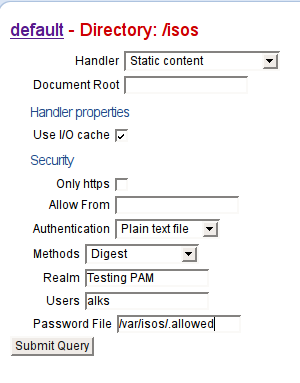 default - Directory: /isos
Handler Static content
Document Root
Handler properties
Use I/O cache
Security
Only https
Allow From
Authentication Plain text file
Methods Digest
Realm Testing PAM
Users alks
Password File /var/isos/.allowed
Submit Query